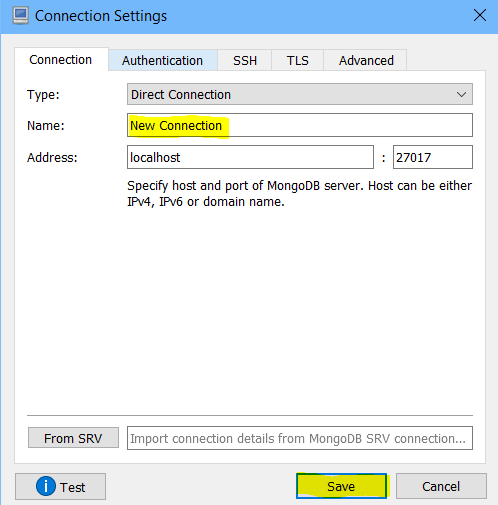 Connection Settings
Connection Authentication SSH TLS Advanced
Type: Direct Connection
Name: New Connection
Address: localhost : 27017
Specify host and port of MongoDB server. Host can be either
IPv4, IPv6 or domain name.
From SRV Import connection details from MongoDB SRV connection...
Test Save Cancel